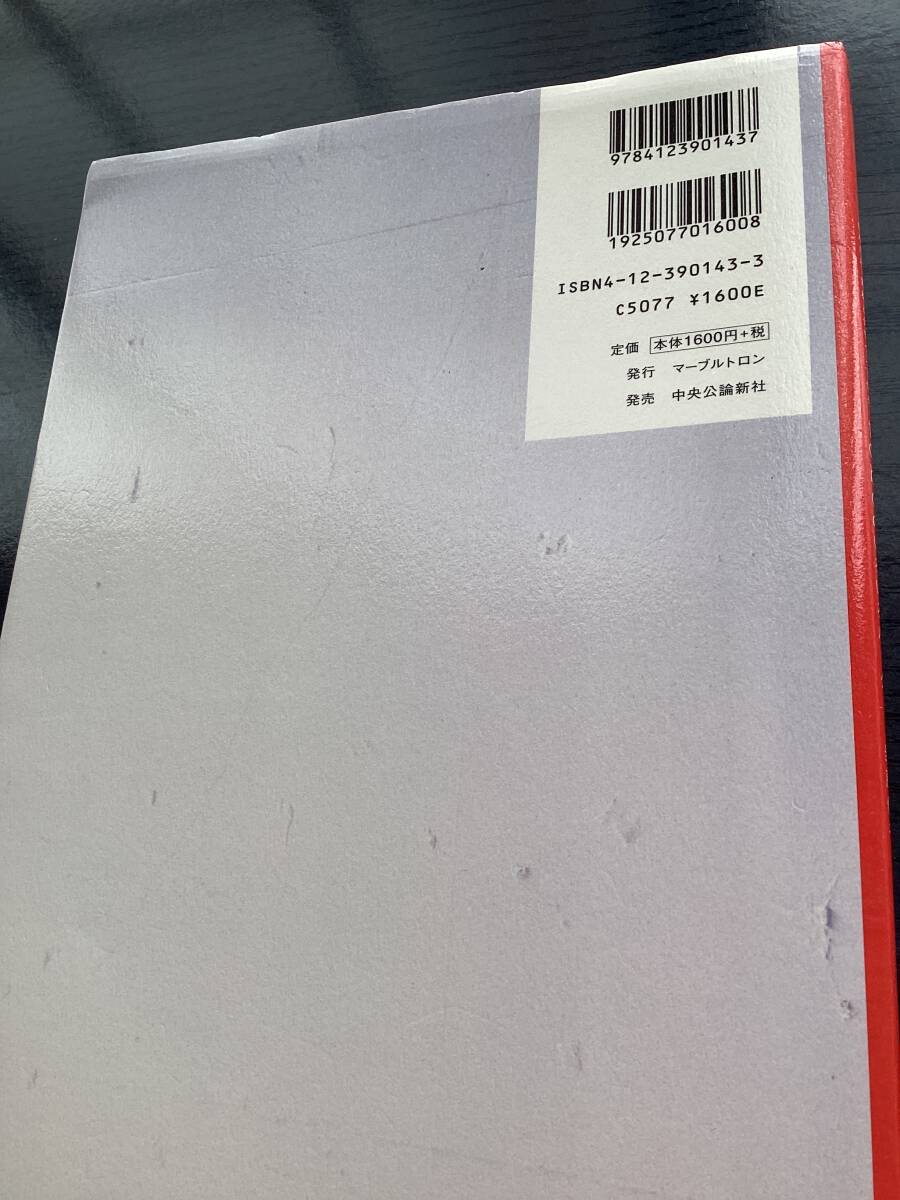 9784123901437
1925077016008
ISBN4-12-390143-3
C5077 ¥1600E
定価 本体1600円+税
発行 マーブルトロン
発売 中央公論新社